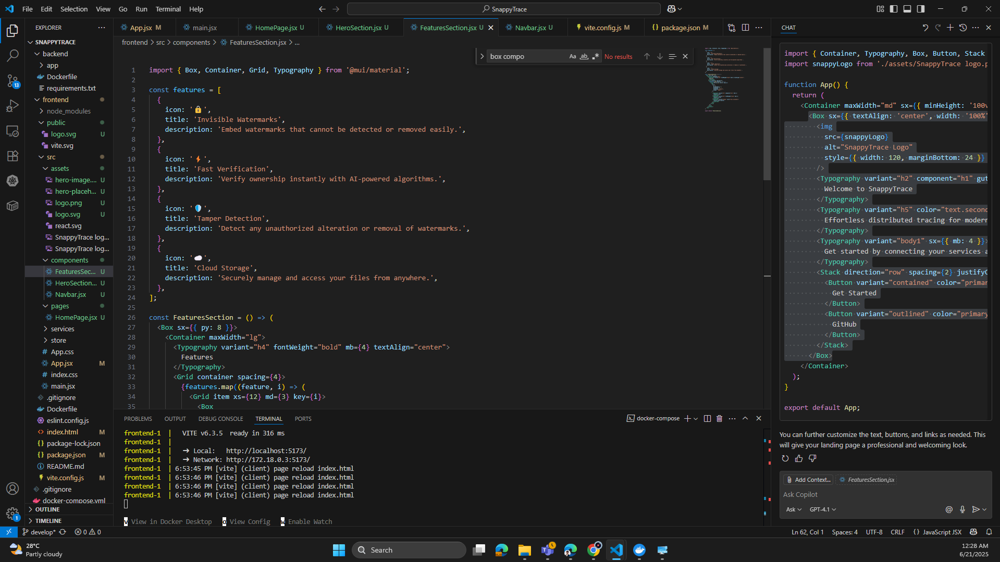 File Edit Selection View Go Run Terminal Help
SnappyTrace
EXPLORER
SNAPPYTRACE
backend
app
Dockerfile
requirements.txt
frontend
node_modules
public
logo.svg U
vite.svg
src
assets
hero-image.... U
hero-placeh... U
logo.png U
logo.svg U
react.svg
SnappyTrace log...
SnappyTrace log...
components
FeaturesSec... U
HeroSection... U
Navbar.jsx U
pages
HomePage.jsx U
services
store
App.css
App.jsx M
index.css
main.jsx
.gitignore
Dockerfile
eslint.config.js
index.html M
package-lock.json
package.json M
README.md
vite.config.js M
.gitignore
docker-compose.yml
OUTLINE
TIMELINE
13
1
App.jsx M main.jsx HomePage.jsx U HeroSection.jsx U FeaturesSection.jsx U Navbar.jsx U vite.config.js M package.json M
frontend > src > components > FeaturesSection.jsx > ...
box compo Aa ab No results
1 import { Box, Container, Grid, Typography } from '@mui/material';
2
3 const features = [
4 {
5 icon: '🔒',
6 title: 'Invisible Watermarks',
7 description: 'Embed watermarks that cannot be detected or removed easily.',
8 },
9 {
10 icon: '⚡',
11 title: 'Fast Verification',
12 description: 'Verify ownership instantly with AI-powered algorithms.',
13 },
14 {
15 icon: '🛡️',
16 title: 'Tamper Detection',
17 description: 'Detect any unauthorized alteration or removal of watermarks.',
18 },
19 {
20 icon: '☁️',
21 title: 'Cloud Storage',
22 description: 'Securely manage and access your files from anywhere.',
23 },
24 ];
25
26 const FeaturesSection = () => (
27 <Box sx={{ py: 8 }}>
28 <Container maxWidth="lg">
29 <Typography variant="h4" fontWeight="bold" mb={4} textAlign="center">
30 Features
31 </Typography>
32 <Grid container spacing={4}>
33 {features.map((feature, i) => (
34 <Grid item xs={12} md={3} key={i}>
35 <Box
PROBLEMS OUTPUT DEBUG CONSOLE TERMINAL PORTS docker-compose
frontend-1 | VITE v6.3.5 ready in 316 ms
frontend-1 |
frontend-1 | ➜ Local: http://localhost:5173/
frontend-1 | ➜ Network: http://172.18.0.3:5173/
frontend-1 | 6:53:45 PM [vite] (client) page reload index.html
frontend-1 | 6:53:46 PM [vite] (client) page reload index.html
frontend-1 | 6:53:46 PM [vite] (client) page reload index.html
frontend-1 | 6:53:46 PM [vite] (client) page reload index.html
v View in Docker Desktop o View Config w Enable Watch
CHAT
import { Container, Typography, Box, Button, Stack
import snappyLogo from './assets/SnappyTrace logo.p
function App() {
return (
<Container maxWidth="md" sx={{ minHeight: '100v
<Box sx={{ textAlign: 'center', width: '100%'
<img
src={snappyLogo}
alt="SnappyTrace Logo"
style={{ width: 120, marginBottom: 24 }}
/>
<Typography variant="h2" component="h1" gut
Welcome to SnappyTrace
</Typography>
<Typography variant="h5" color="text.second
Effortless distributed tracing for modern
</Typography>
<Typography variant="body1" sx={{ mb: 4 }}>
Get started by connecting your services a
</Typography>
<Stack direction="row" spacing={2} justifyC
<Button variant="contained" color="primar
Get Started
</Button>
<Button variant="outlined" color="primary
GitHub
</Button>
</Stack>
</Box>
</Container>
);
}
export default App;
You can further customize the text, buttons, and links as needed. This
will give your landing page a professional and welcoming look.
Add Context... FeaturesSection.jsx
Ask Copilot
Ask GPT-4.1
develop* 0 0 Ln 62, Col 1 Spaces: 4 UTF-8 CRLF {} JavaScript JSX
28°C
Partly cloudy
Search
12:28 AM
6/21/2025